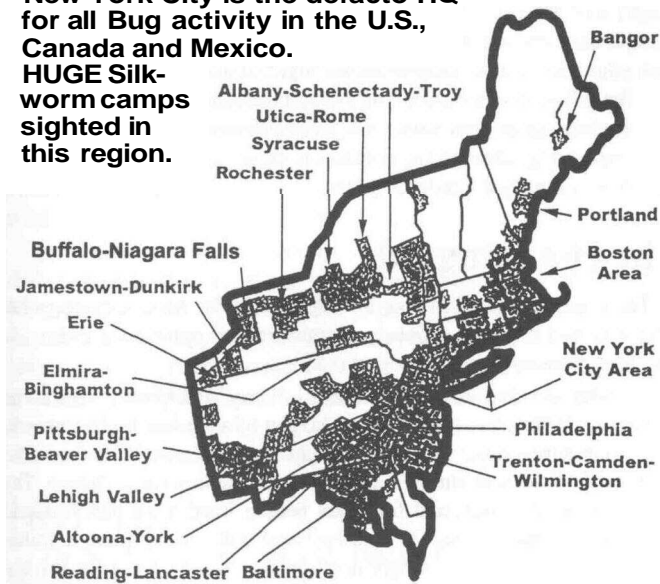 New York City is the defacto HQ
for all Bug activity in the U.S.,
Canada and Mexico.
HUGE Silk-
worm camps
sighted in
this region.
Bangor
Albany-Schenectady-Troy
Utica-Rome
Syracuse
Rochester
Portland
Buffalo-Niagara Falls
Boston
Area
Jamestown-Dunkirk
Erie
New York
City Area
Elmira-
Binghamton
Philadelphia
Pittsburgh-
Beaver Valley
Trenton-Camden-
Wilmington
Lehigh Valley
Altoona-York
Reading-Lancaster
Baltimore